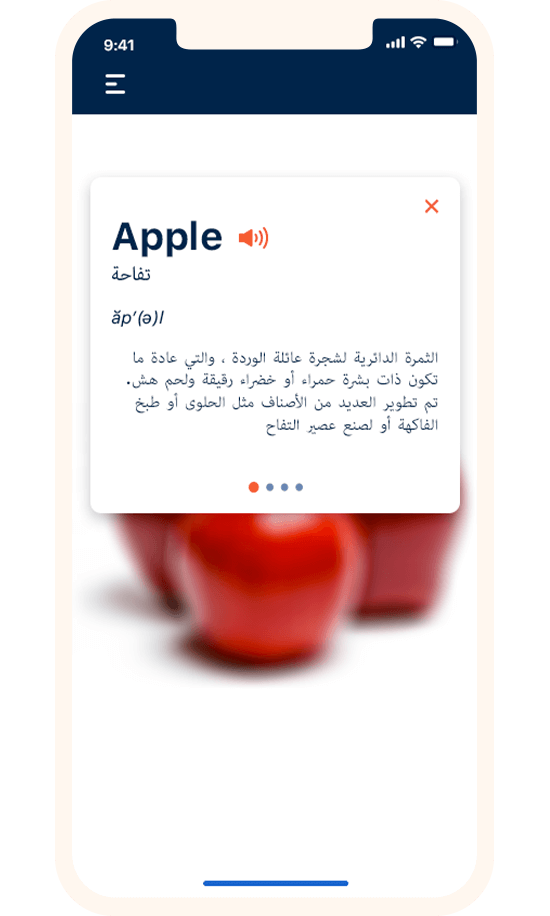 9:41
Apple
تفاحة
ăp′(ə)l
الثمرة الدائرية لشجرة عائلة الوردة ، والتي عادة ما
تكون ذات بشرة حمراء أو خضراء رقيقة ولحم هش.
تم تطوير العديد من الأصناف مثل الحلوى أو طبخ
الفاكهة أو لصنع عصير التفاح